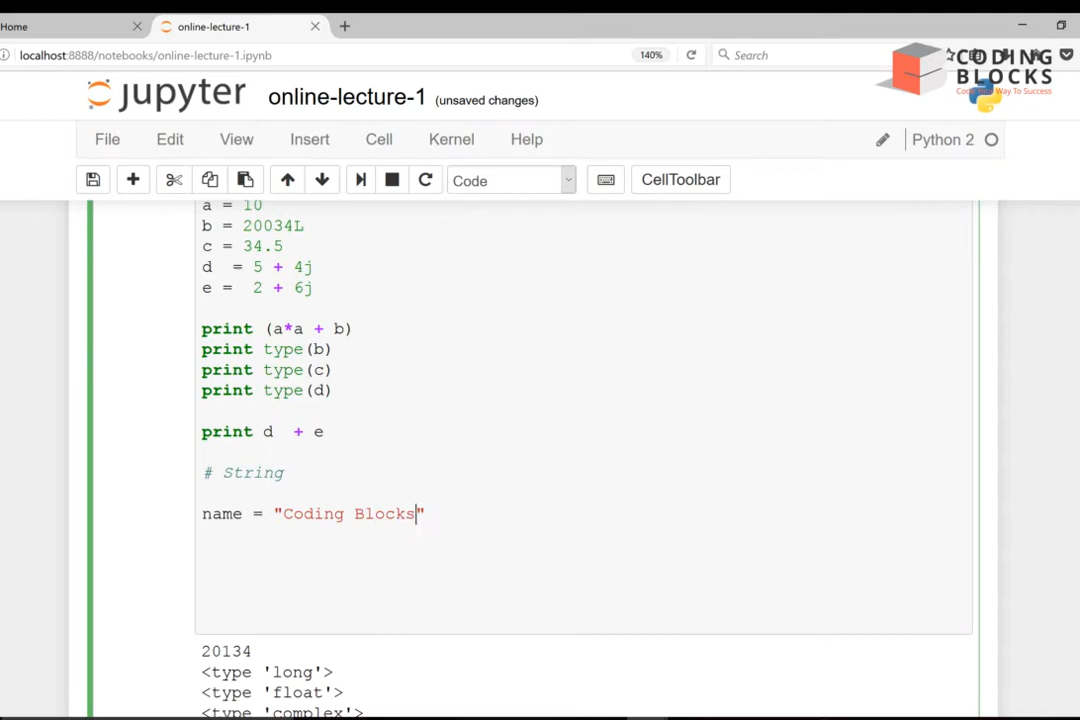 Home
online-lecture-1
localhost:8888/notebooks/online-lecture-1.ipynb
140%
Search
CODING
BLOCKS
jupyter
online-lecture-1 (unsaved changes)
File Edit View Insert Cell Kernel Help
Python 2
Code
CellToolbar
a = 10
b = 20034L
c = 34.5
d  = 5 + 4j
e =  2 + 6j
print (a*a + b)
print type(b)
print type(c)
print type(d)
print d  + e
# String
name = "Coding Blocks"
20134
<type 'long'>
<type 'float'>
<type 'complex'>